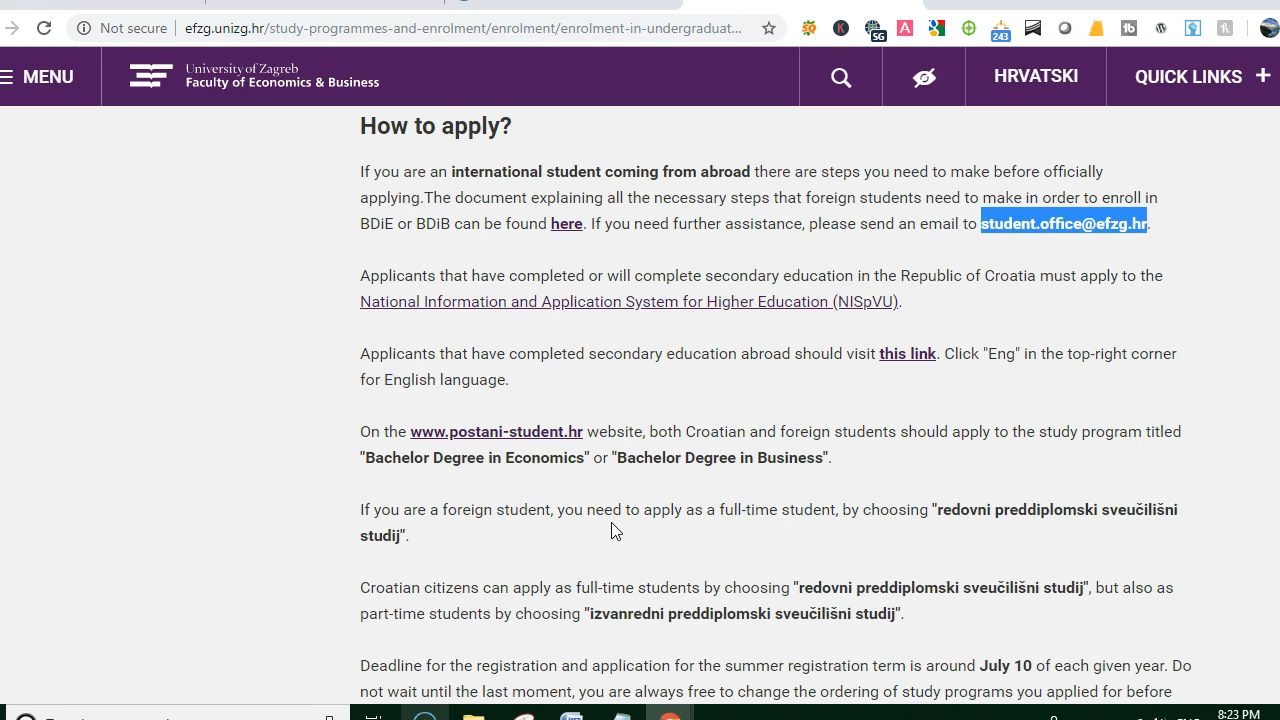 Not secure
efzg.unizg.hr/study-programmes-and-enrolment/enrolment/enrolment-in-undergraduat...
SG
A
243
K
tb
h
MENU
University of Zagreb
Faculty of Economics & Business
HRVATSKI
QUICK LINKS +
How to apply?
If you are an international student coming from abroad there are steps you need to make before officially
applying.The document explaining all the necessary steps that foreign students need to make in order to enroll in
BDiE or BDiB can be found here. If you need further assistance, please send an email to student.office@efzg.hr.
Applicants that have completed or will complete secondary education in the Republic of Croatia must apply to the
National Information and Application System for Higher Education (NISpVU).
Applicants that have completed secondary education abroad should visit this link. Click "Eng" in the top-right corner
for English language.
On the www.postani-student.hr website, both Croatian and foreign students should apply to the study program titled
"Bachelor Degree in Economics" or "Bachelor Degree in Business".
If you are a foreign student, you need to apply as a full-time student, by choosing "redovni preddiplomski sveučilišni
studij".
Croatian citizens can apply as full-time students by choosing "redovni preddiplomski sveučilišni studij", but also as
part-time students by choosing "izvanredni preddiplomski sveučilišni studij".
Deadline for the registration and application for the summer registration term is around July 10 of each given year. Do
not wait until the last moment, you are always free to change the ordering of study programs you applied for before
8:23 PM